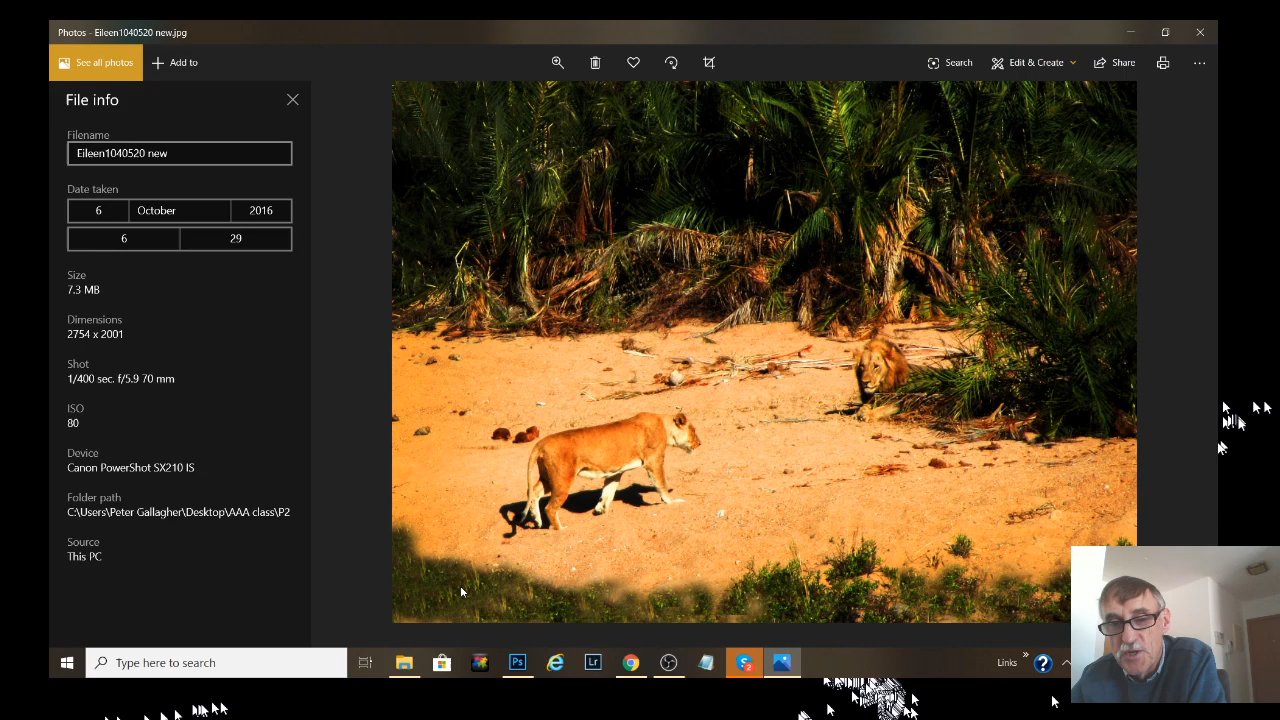 Photos - Eileen1040520 new.jpg
See all photos
Add to
Search
Edit & Create
Share
File info
Filename
Eileen1040520 new
Date taken
6 October 2016
6 29
Size
7.3 MB
Dimensions
2754 x 2001
Shot
1/400 sec. f/5.9 70 mm
ISO
80
Device
Canon PowerShot SX210 IS
Folder path
C:\Users\Peter Gallagher\Desktop\AAA class\P2
Source
This PC
Type here to search
Ps
Lr
2
Links
?